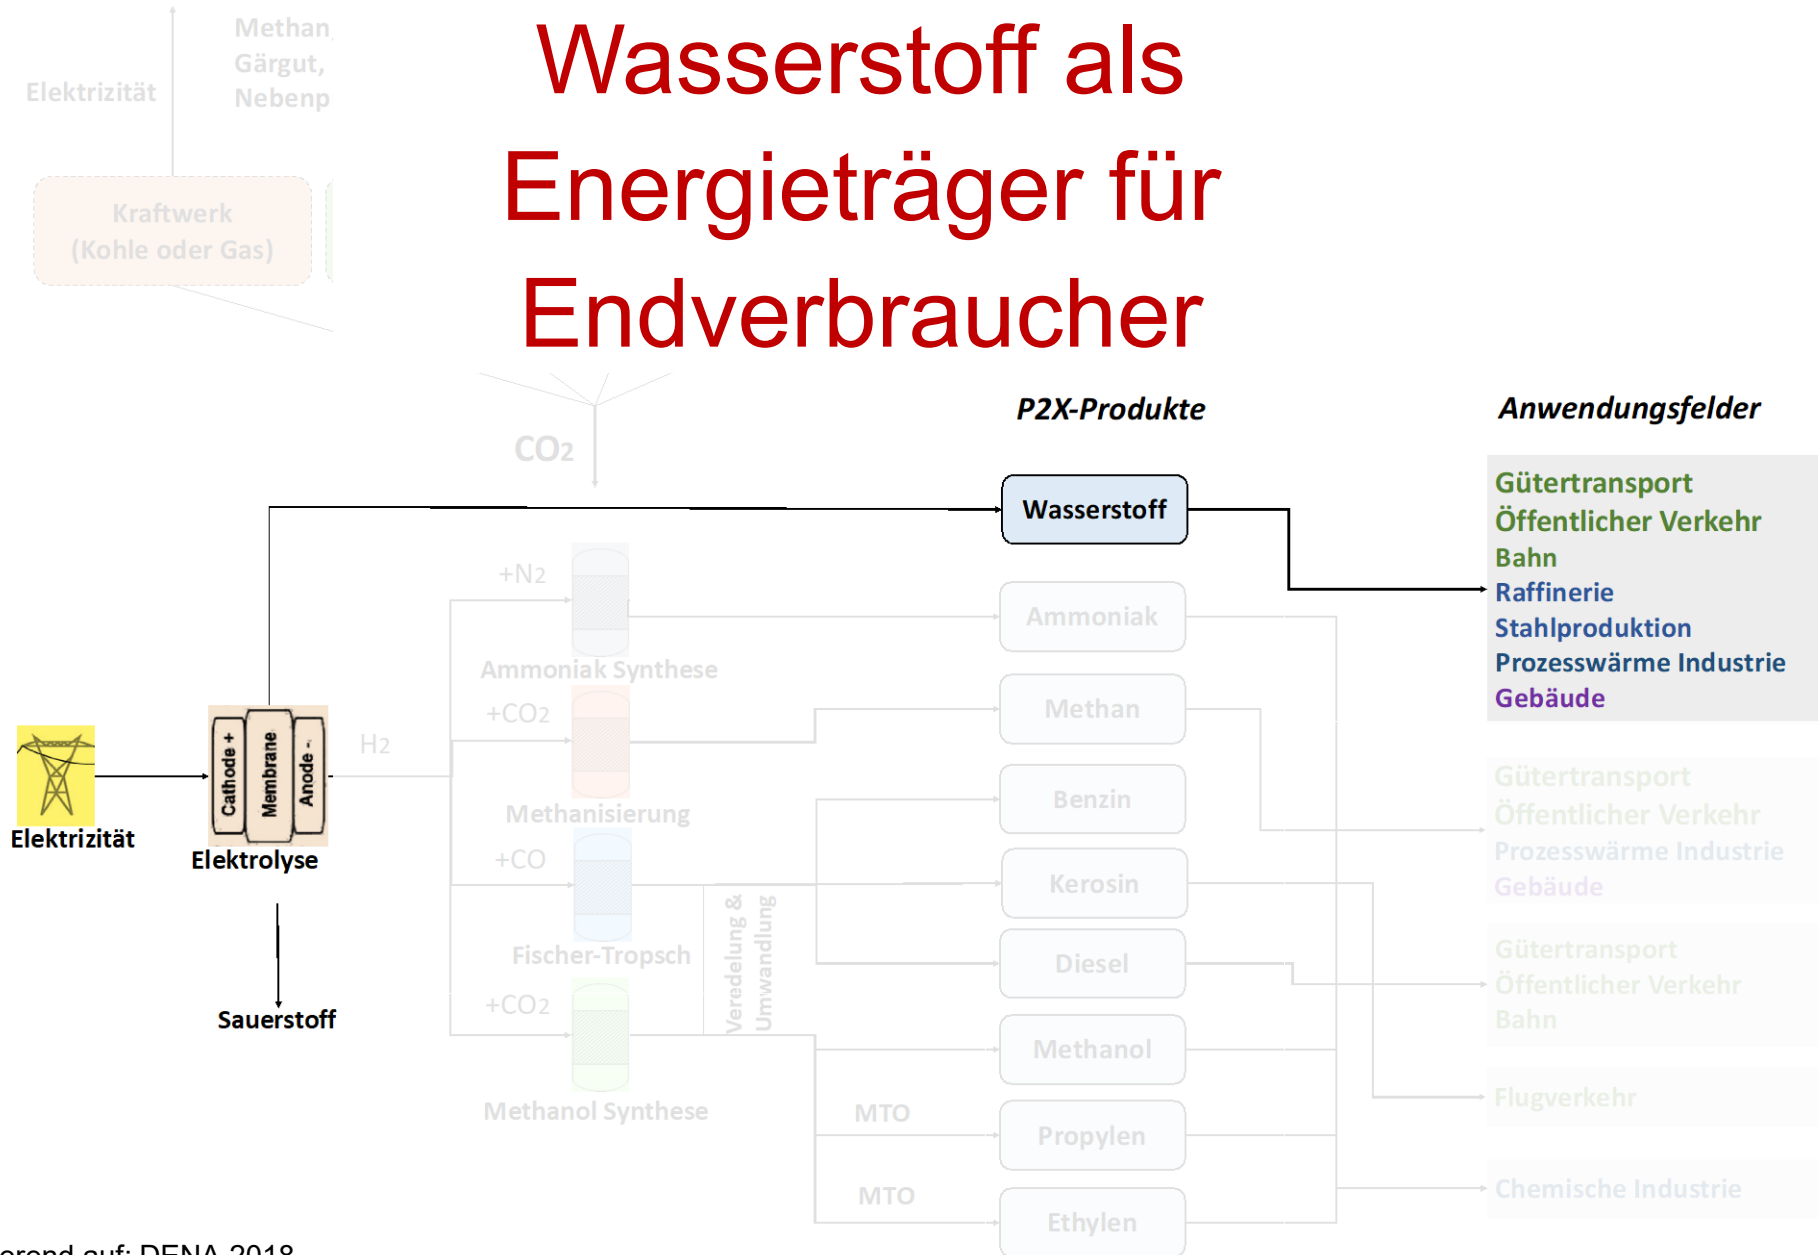 Wasserstoff als
Energieträger für
Endverbraucher
Methan,
Gärgut,
Elektrizität
Kraftwerk
(Kohle oder Gas)
CO2
P2X-Produkte
Anwendungsfelder
Wasserstoff
Gütertransport
Öffentlicher Verkehr
Bahn
Raffinerie
Stahlproduktion
Prozesswärme Industrie
Gebäude
+N2
Ammoniak Synthese
Ammoniak
+CO2
Methanisierung
Methan
H2
Cathode +
Membrane
Anode -
Elektrizität
Elektrolyse
Sauerstoff
+CO
Fischer-Tropsch
Veredelung &
Umwandlung
Benzin
Kerosin
Diesel
+CO2
Methanol Synthese
Methanol
MTO
Propylen
MTO
Ethylen
Gütertransport
Öffentlicher Verkehr
Prozesswärme Industrie
Gebäude
Gütertransport
Öffentlicher Verkehr
Bahn
Flugverkehr
Chemische Industrie
auf: DENA 2018